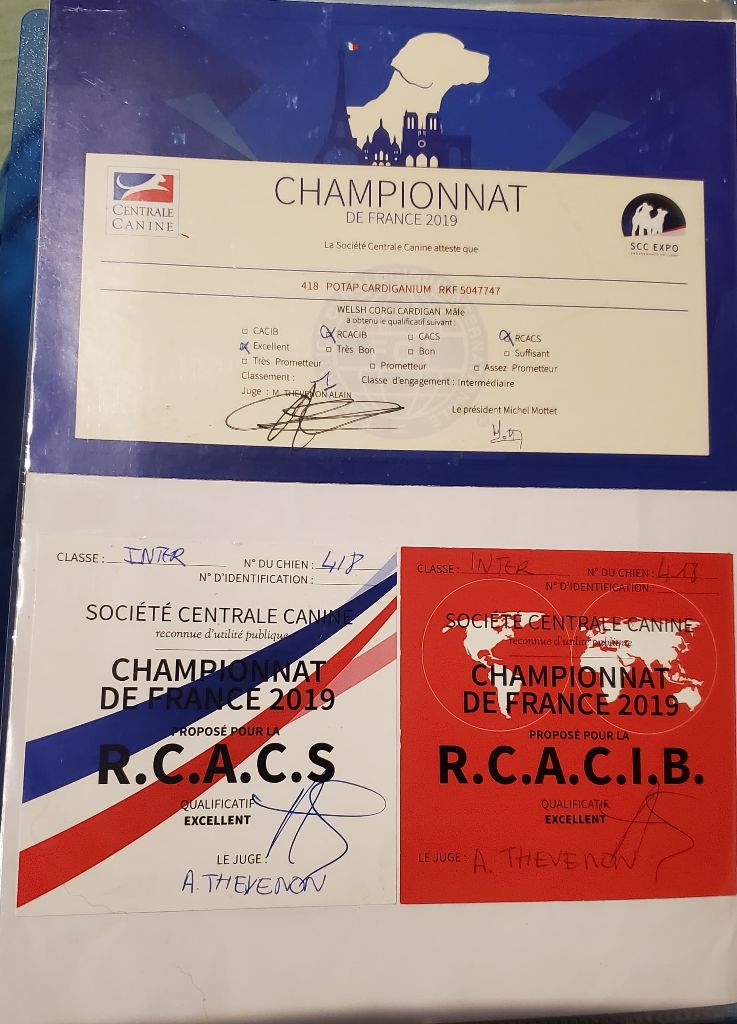 CENTRALE
CANINE
CHAMPIONNAT
DE FRANCE 2019
SCC EXPO
La Société Centrale Canine atteste que
418 POTAP CARDIGANIUM RKF 5047747
WELSH CORGI CARDIGAN Mâle
a obtenu le qualificatif suivant :
CACIB RCACIB CACS RCACS
Excellent Très Bon Bon Suffisant
Très Prometteur Prometteur Assez Prometteur
Classement : 1 Classe d'engagement : Intermédiaire
Juge : M. THEVENON ALAIN
Le président Michel Mottet
CLASSE : INTER N° DU CHIEN : 418
N° D'IDENTIFICATION :
SOCIÉTÉ CENTRALE CANINE
reconnue d'utilité publique
CHAMPIONNAT
DE FRANCE 2019
PROPOSÉ POUR LA
R.C.A.C.S
QUALIFICATIF
EXCELLENT
LE JUGE :
A. THEVENON
CLASSE : INTER N° DU CHIEN : 418
N° D'IDENTIFICATION :
SOCIÉTÉ CENTRALE CANINE
reconnue d'utilité publique
CHAMPIONNAT
DE FRANCE 2019
PROPOSÉ POUR LA
R.C.A.C.I.B.
QUALIFICATIF
EXCELLENT
LE JUGE : A. THEVENON